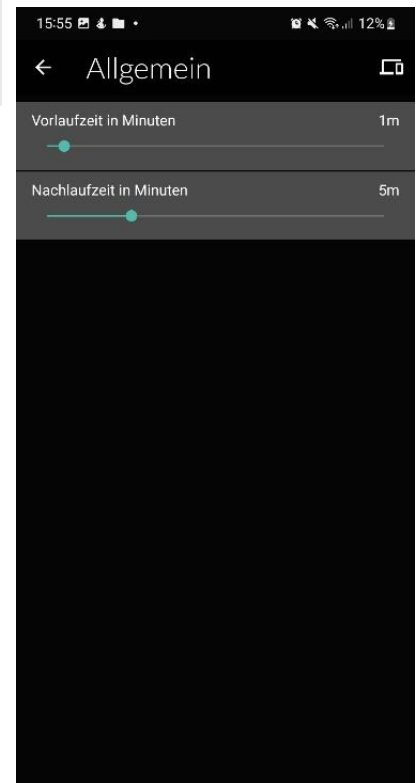 15:55 12%
Allgemein
Vorlaufzeit in Minuten 1m
Nachlaufzeit in Minuten 5m